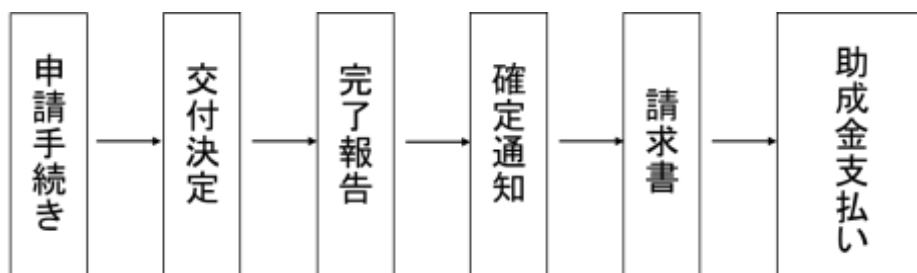 申請手続き
交付決定
完了報告
確定通知
請求書
助成金支払い